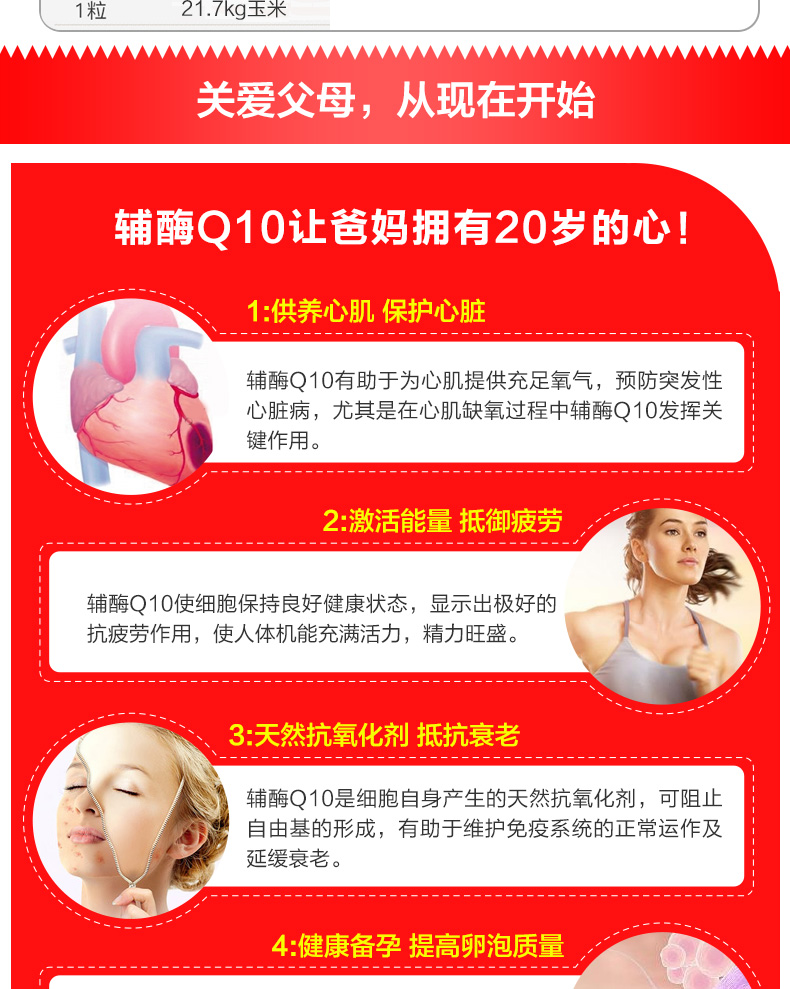 1粒 21.7kg玉米
关爱父母，从现在开始
辅酶Q10让爸妈拥有20岁的心！
1:供养心肌 保护心脏
辅酶Q10有助于为心肌提供充足氧气，预防突发性
心脏病，尤其是在心肌缺氧过程中辅酶Q10发挥关
键作用。
2:激活能量 抵御疲劳
辅酶Q10使细胞保持良好健康状态，显示出极好的
抗疲劳作用，使人体机能充满活力，精力旺盛。
3:天然抗氧化剂 抵抗衰老
辅酶Q10是细胞自身产生的天然抗氧化剂，可阻止
自由基的形成，有助于维护免疫系统的正常运作及
延缓衰老。
4:健康备孕 提高卵泡质量